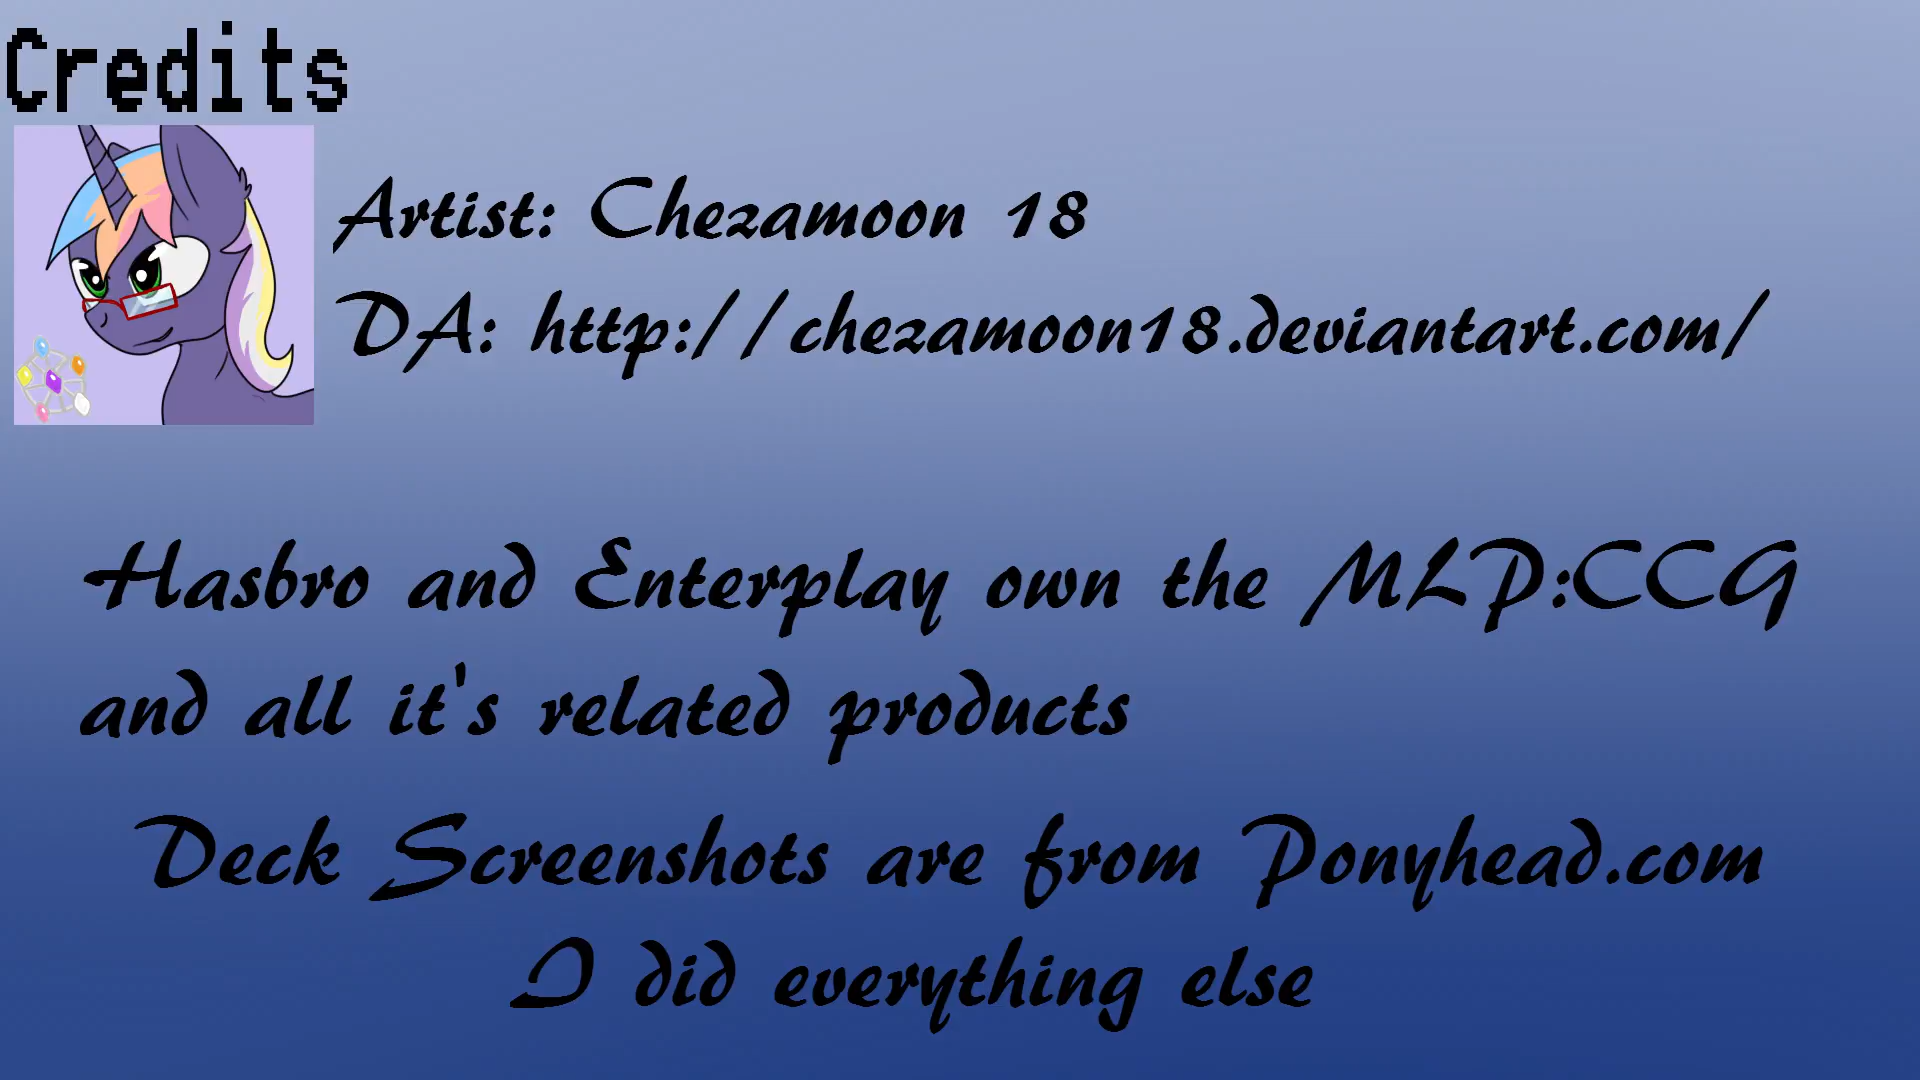 Credits
Artist: Chezamoon 18
DA: http://chezamoon18.deviantart.com/
Hasbro and Enterplay own the MLP:CCG
and all it's related products
Deck Screenshots are from Ponyhead.com
I did everything else